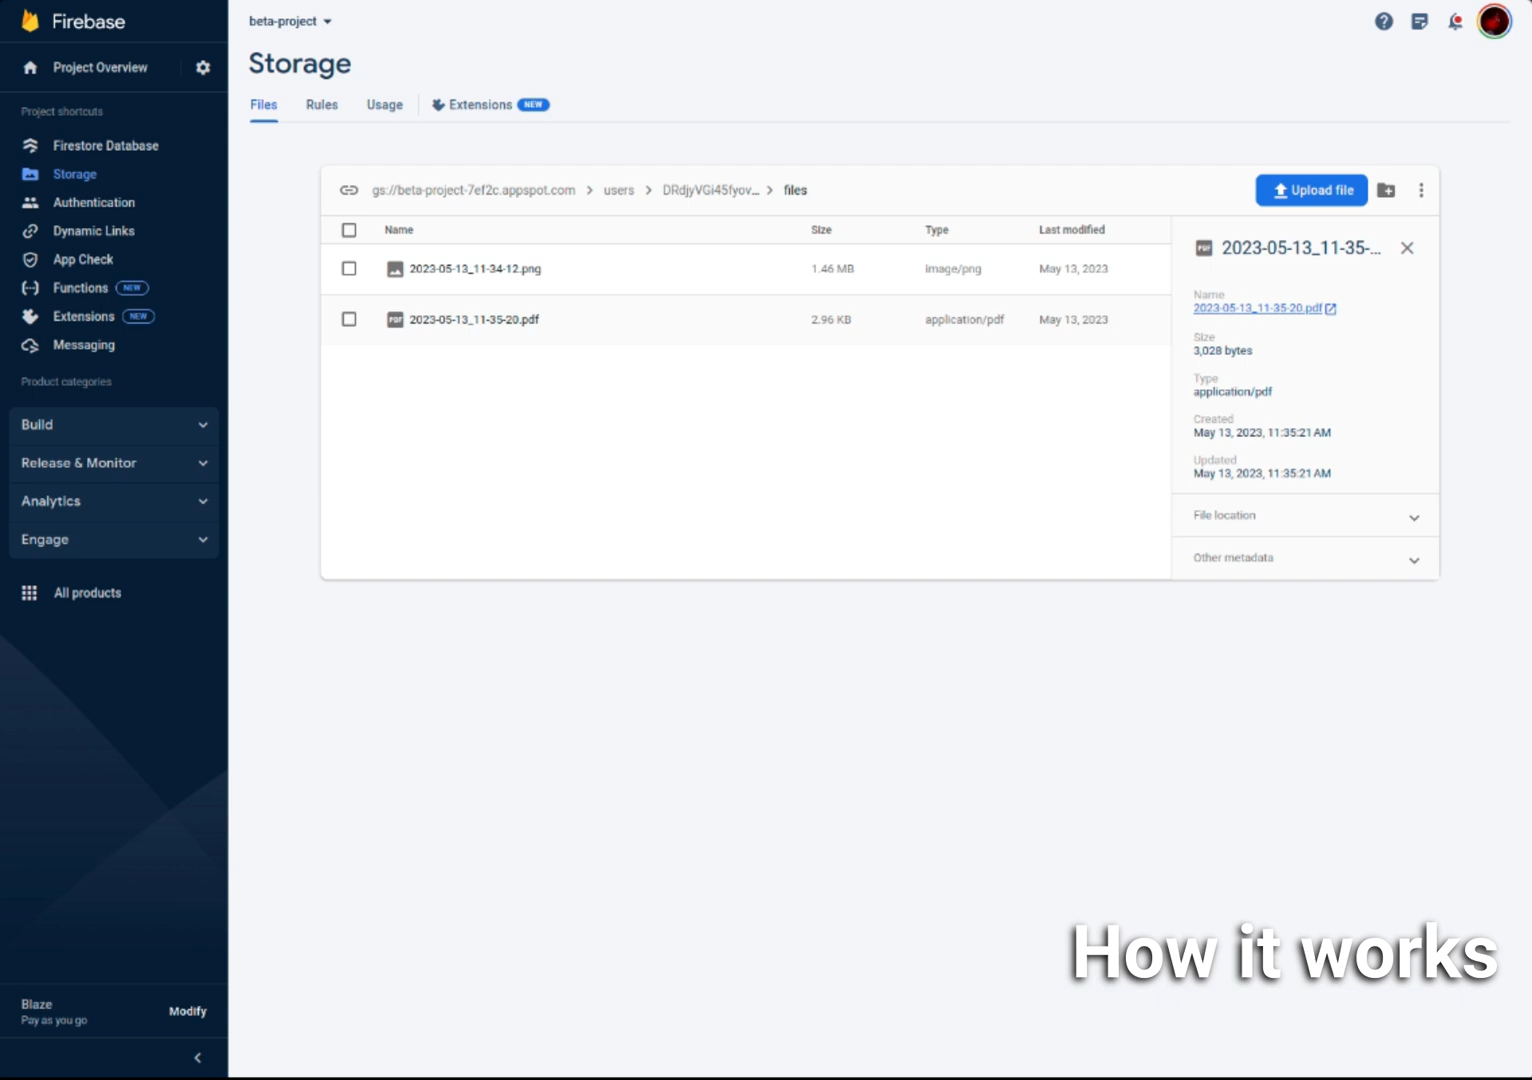 Firebase
beta-project
Project Overview
Storage
Files Rules Usage Extensions NEW
Project shortcuts
Firestore Database
Storage
Authentication
Dynamic Links
App Check
Functions NEW
Extensions NEW
Messaging
Product categories
Build
Release & Monitor
Analytics
Engage
All products
Blaze
Pay as you go
Modify
gs://beta-project-7ef2c.appspot.com > users > DRdjyVGi45fyov... > files
Upload file
Name Size Type Last modified
2023-05-13_11-34-12.png 1.46 MB image/png May 13, 2023
PDF 2023-05-13_11-35-20.pdf 2.96 KB application/pdf May 13, 2023
PDF 2023-05-13_11-35-...
Name
2023-05-13_11-35-20.pdf
Size
3,028 bytes
Type
application/pdf
Created
May 13, 2023, 11:35:21 AM
Updated
May 13, 2023, 11:35:21 AM
File location
Other metadata
How it works